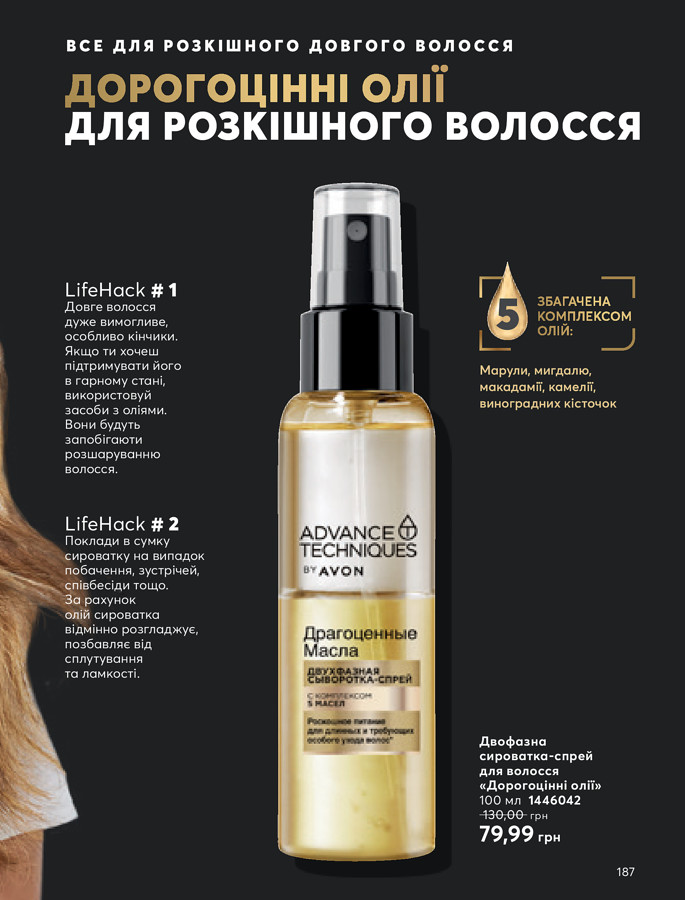 ВСЕ ДЛЯ РОЗКІШНОГО ДОВГОГО ВОЛОССЯ
ДОРОГОЦІННІ ОЛІЇ
ДЛЯ РОЗКІШНОГО ВОЛОССЯ
LifeHack # 1
Довге волосся
дуже вимогливе,
особливо кінчики.
Якщо ти хочеш
підтримувати його
в гарному стані,
використовуй
засоби з оліями.
Вони будуть
запобігати
розшаруванню
волосся.
LifeHack # 2
Поклади в сумку
сироватку на випадок
побачення, зустрічей,
співбесіди тощо.
За рахунок
олій сироватка
відмінно розгладжує,
позбавляє від
сплутування
та ламкості.
ADVANCE T
TECHNIQUES
BY AVON
Драгоценные
Масла
ДВУХФАЗНАЯ
СЫВОРОТКА-СПРЕЙ
С КОМПЛЕКСОМ
5 МАСЕЛ
Роскошное питание
для длинных и требующих
особого ухода волос*
5
ЗБАГАЧЕНА
КОМПЛЕКСОМ
ОЛІЙ:
Марули, мигдалю,
макадамії, камелії,
виноградних кісточок
Двофазна
сироватка-спрей
для волосся
«Дорогоцінні олії»
100 мл 1446042
130,00 грн
79,99 грн
187